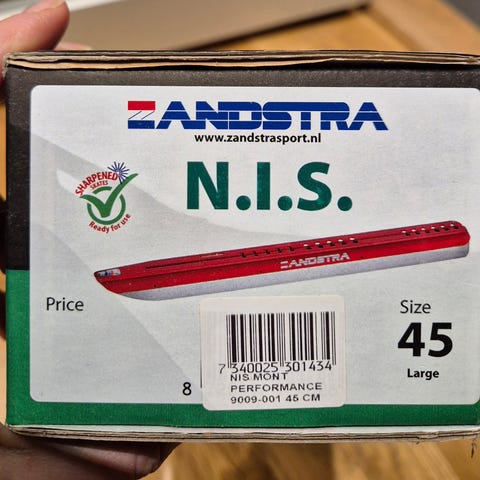 ZANDSTRA
www.zandstrasport.nl
N.I.S.
SHARPENED
SKATES
Ready for use
ZANDSTRA
Price
Size
45
Large
8
7 340025 301434
NIS MONT
PERFORMANCE
9009-001 45 CM